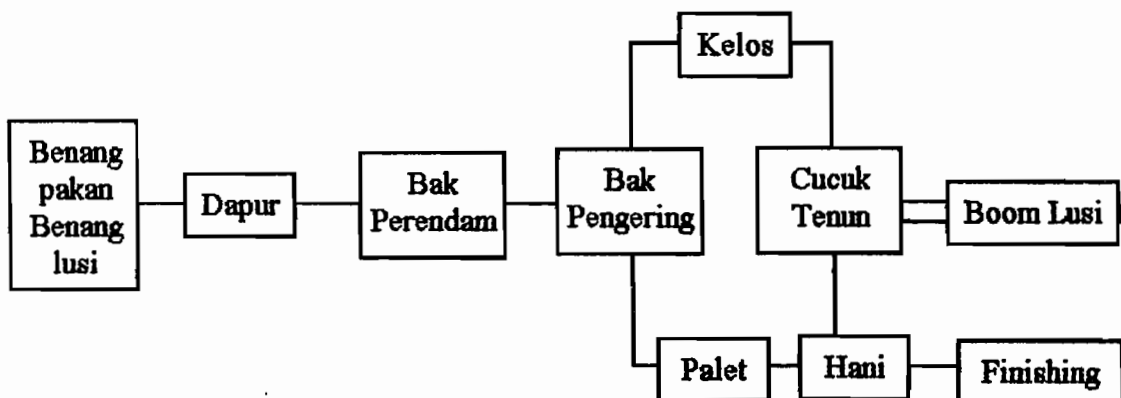 Benang
pakan
Benang
lusi
Dapur
Bak
Perendam
Bak
Pengering
Kelos
Cucuk
Tenun
Boom Lusi
Palet
Hani
Finishing